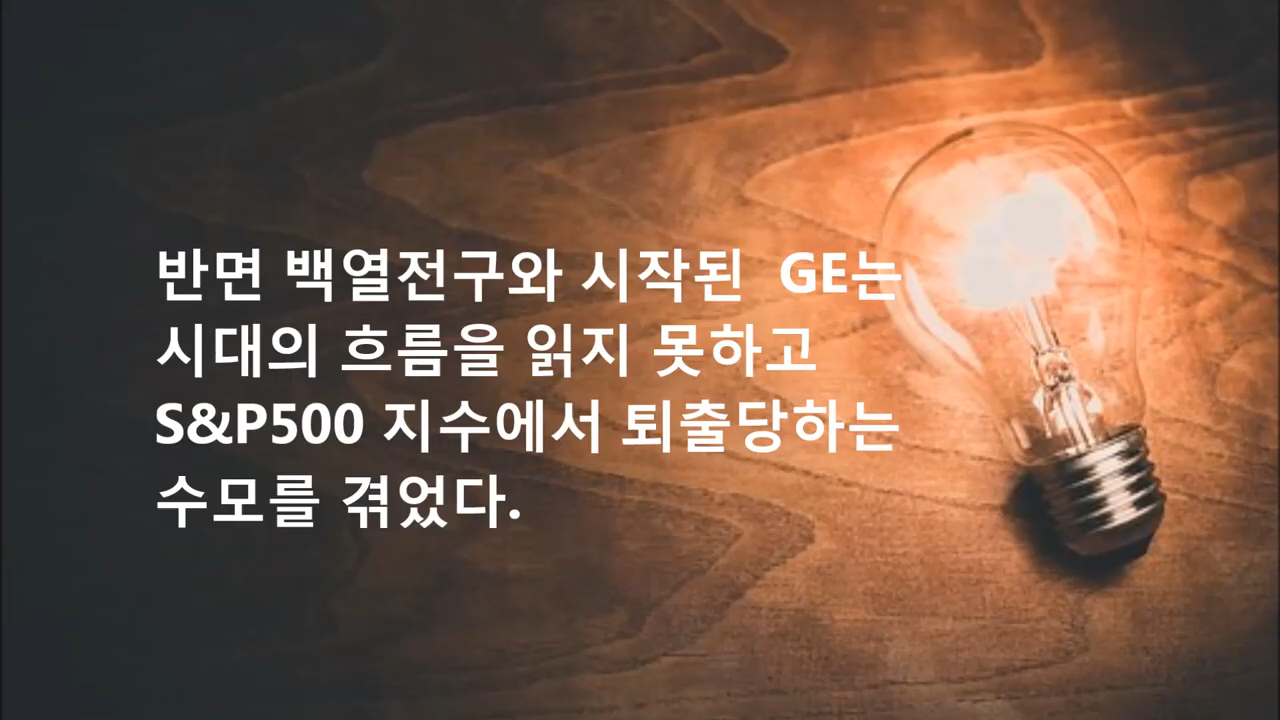 반면 백열전구와 시작된 GE는
시대의 흐름을 읽지 못하고
S&P500 지수에서 퇴출당하는
수모를 겪었다.